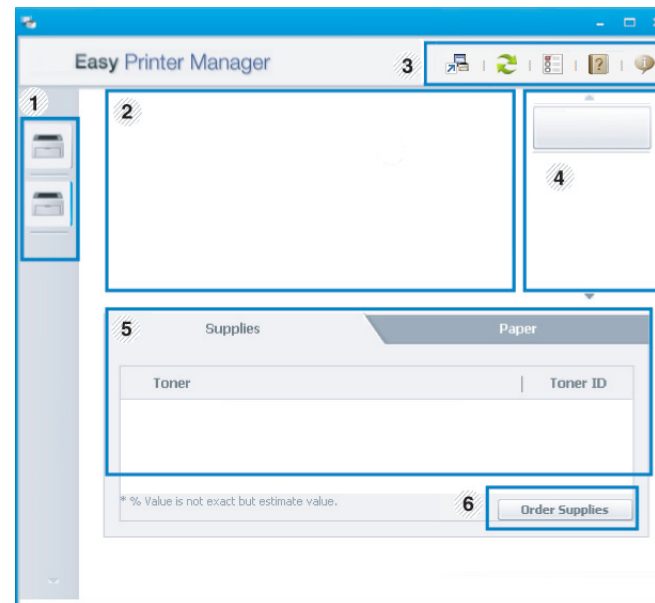 Easy Printer Manager
3
1
2
4
5
Supplies
Paper
Toner
Toner ID
* % Value is not exact but estimate value.
6
Order Supplies